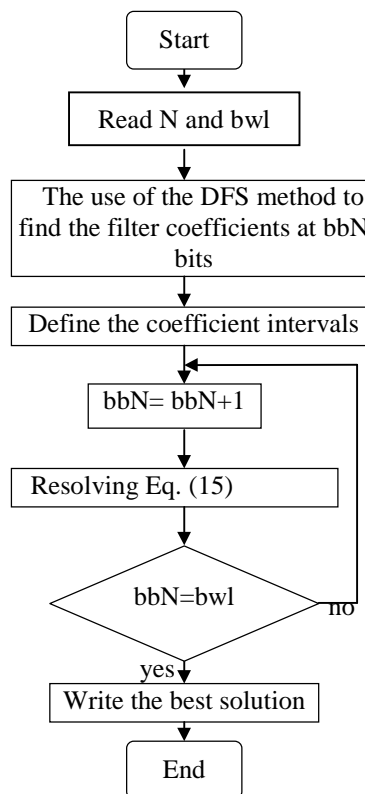 Start
Read N and bwl
The use of the DFS method to
find the filter coefficients at bbN
bits
Define the coefficient intervals
bbN= bbN+1
Resolving Eq. (15)
bbN=bwl
no
yes
Write the best solution
End